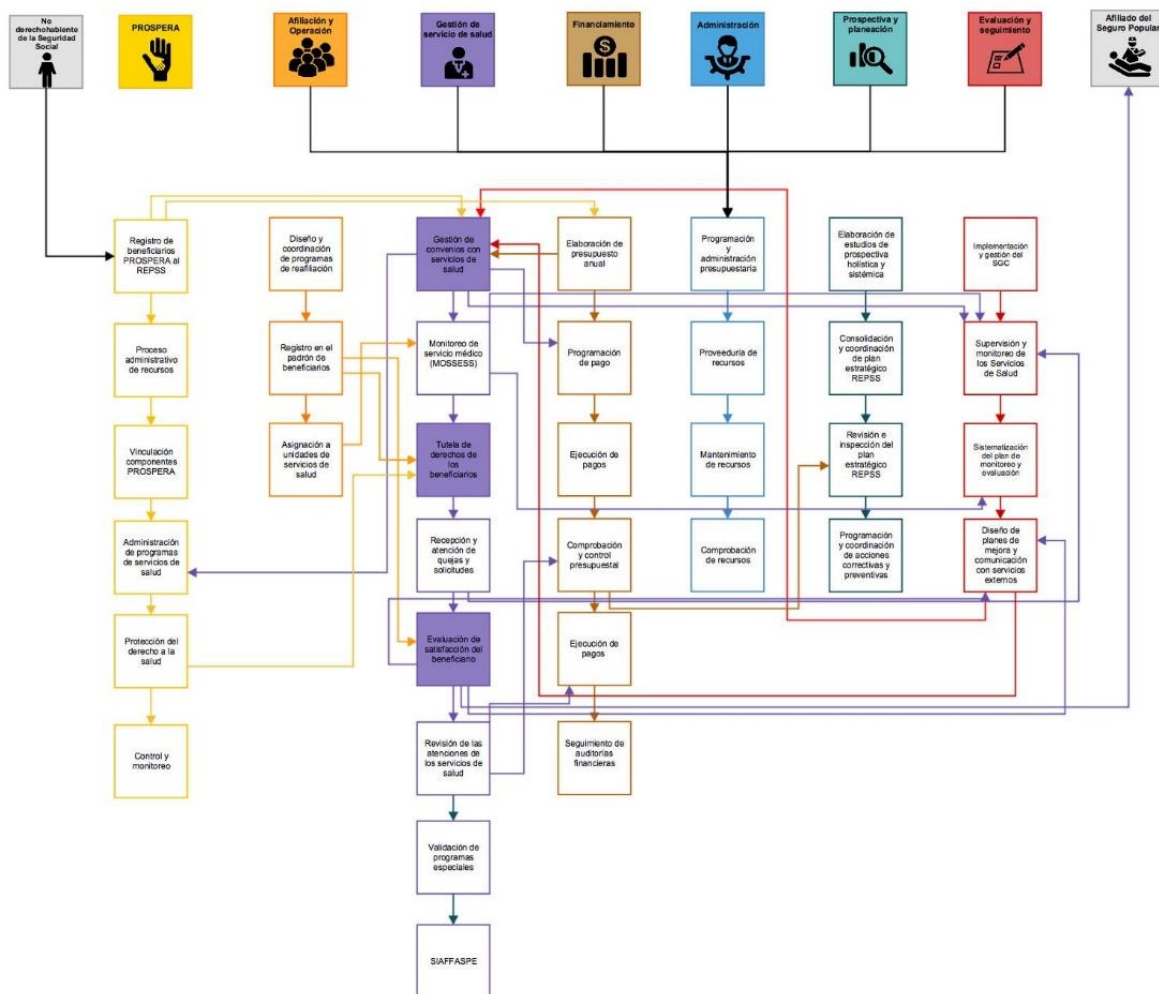 No
derechohabiente
de la Seguridad
Social
PROSPERA
Afiliación y
Operación
Gestión de
servicio de salud
Financiamiento
Administración
Prospectiva y
planeación
Evaluación y
seguimiento
Afiliado del
Seguro Popular
$
Registro de
beneficiarios
PROSPERA al
REPSS
Diseño y
coordinación
de programas
de reafiliación
Gestión de
convenios con
servicios de
salud
Elaboración de
presupuesto
anual
Programación y
administración
presupuestaria
Elaboración de
estudios de
prospectiva
holística y
sistémica
Implementación
y gestión del
SGC
Proceso
administrativo
de recursos
Registro en el
padrón de
beneficiarios
Monitoreo de
servicio médico
(MOSSESS)
Programación
de pago
Proveeduría de
recursos
Consolidación y
coordinación de
plan
estratégico
REPSS
Supervisión y
monitoreo de
los Servicios
de Salud
Vinculación
componentes
PROSPERA
Asignación a
unidades de
servicios de
salud
Tutela de
derechos de
los
beneficiarios
Ejecución de
pagos
Mantenimiento
de recursos
Revisión e
inspección del
plan
estratégico
REPSS
Sistematización
del plan de
monitoreo y
evaluación
Administración
de programas
de servicios de
salud
Recepción y
atención de
quejas y
solicitudes
Comprobación
y control
presupuestal
Comprobación
de recursos
Programación y
coordinación
de acciones
correctivas y
preventivas
Diseño de
planes de
mejora y
comunicación
con servicios
externos
Protección del
derecho a la
salud
Evaluación de
satisfacción del
beneficiario
Ejecución de
pagos
Control y
monitoreo
Revisión de las
atenciones de
los servicios de
salud
Seguimiento de
auditorías
financieras
Validación de
programas
especiales
SIAFFASPE